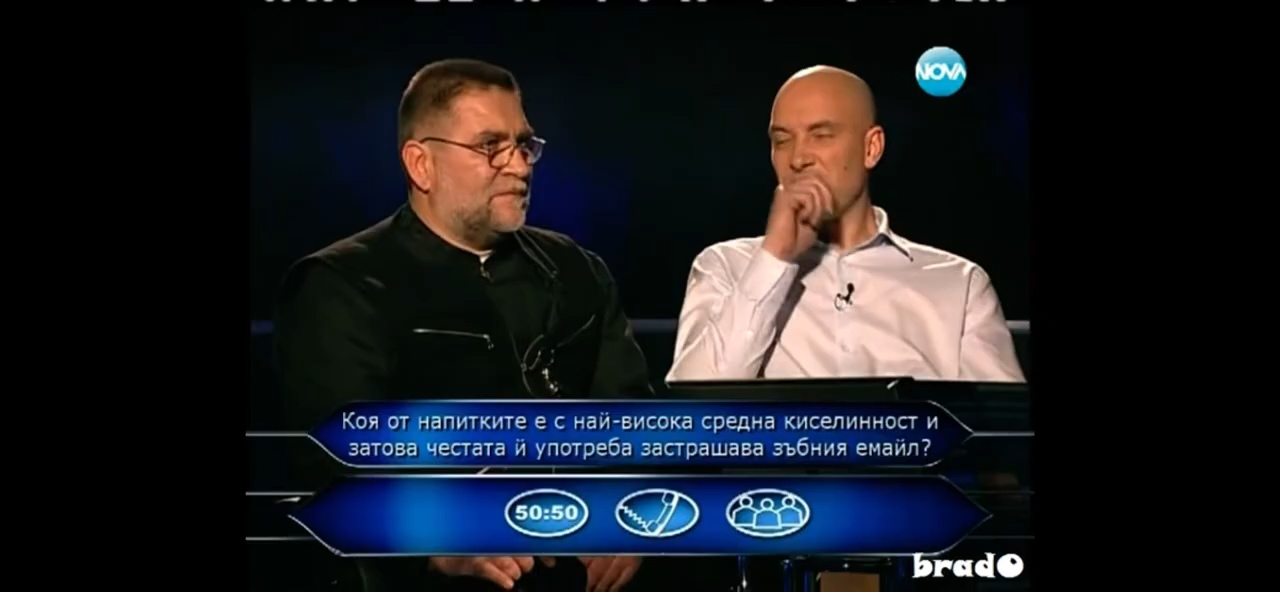 NOVA
Коя от напитките е с най-висока средна киселинност и
затова честата й употреба застрашава зъбния емайл?
50:50
bradO